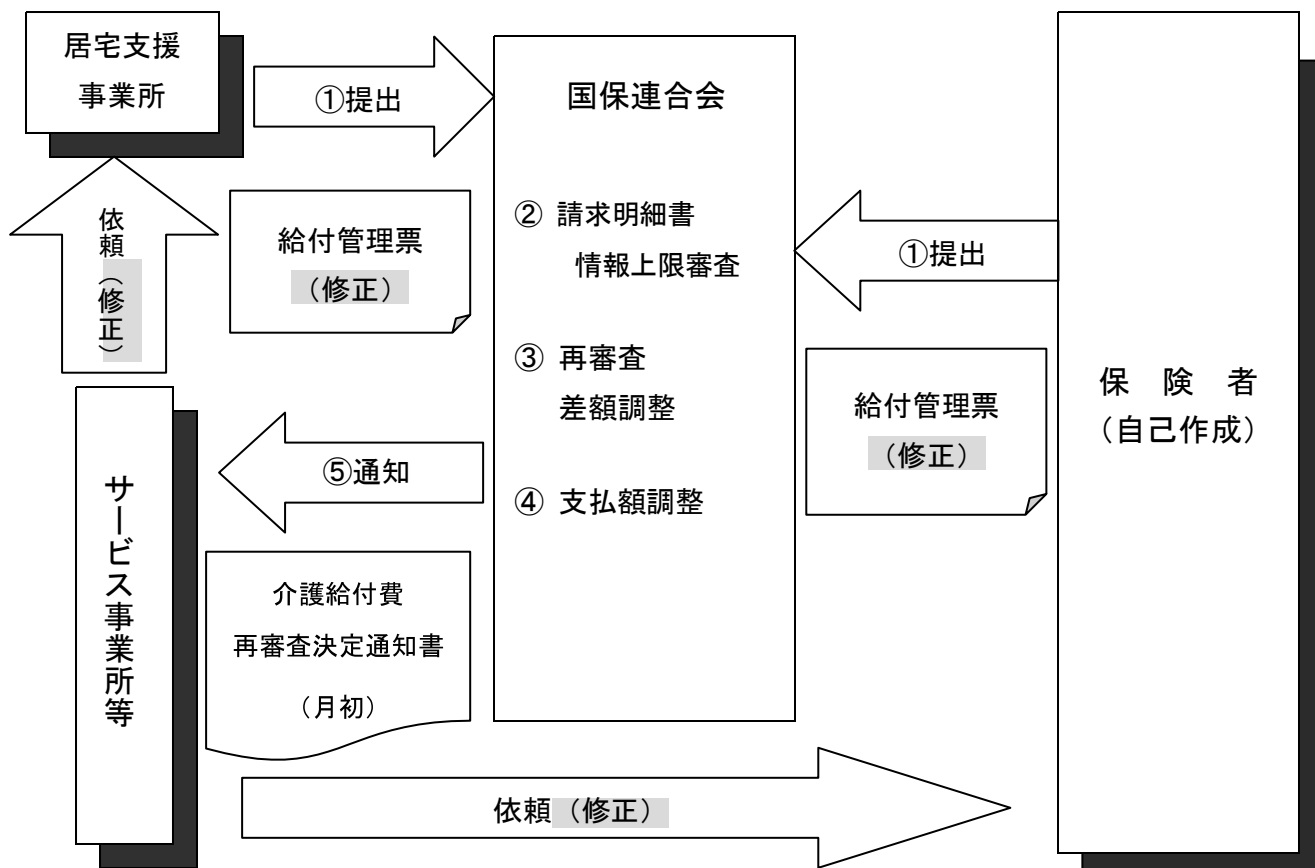 居宅支援
事業所
①提出
国保連合会
依頼（修正）
給付管理票
（修正）
② 請求明細書
情報上限審査
①提出
③ 再審査
差額調整
給付管理票
（修正）
保険者
（自己作成）
⑤通知
④ 支払額調整
サービス事業所等
介護給付費
再審査決定通知書
（月初）
依頼（修正）